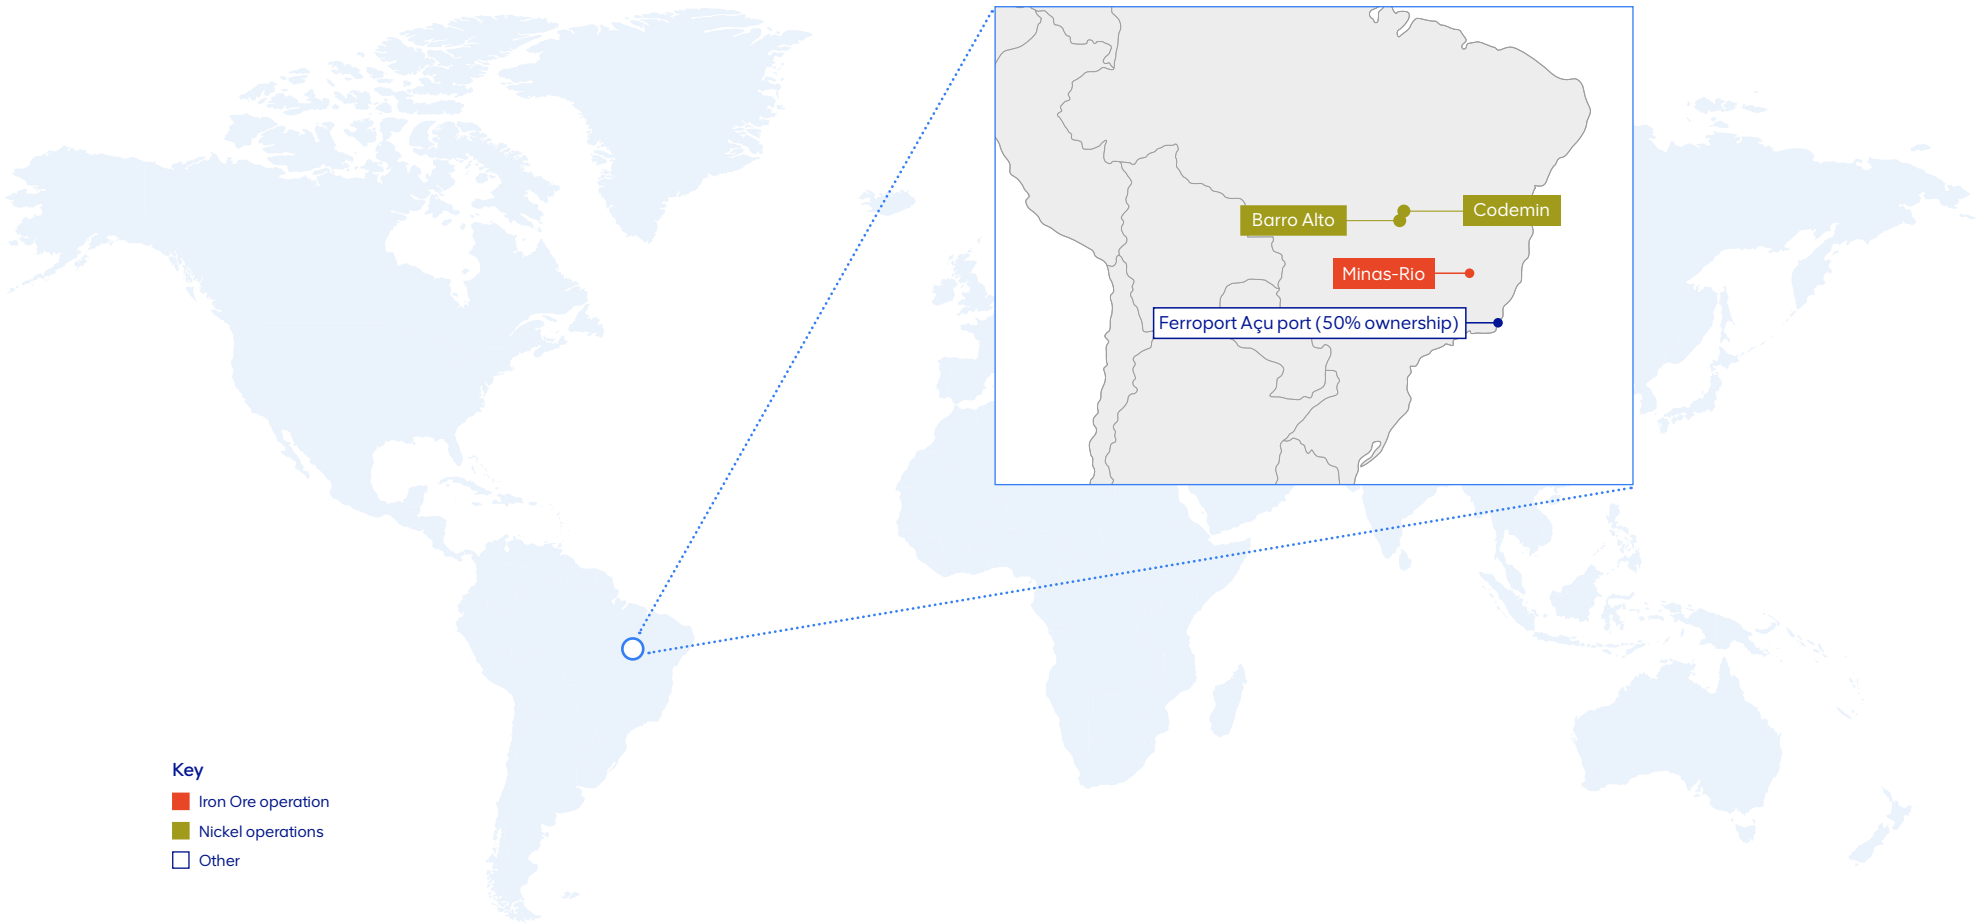 Codemin
Barro Alto
Minas-Rio
Ferroport Açu port (50% ownership)
Key
Iron Ore operation
Nickel operations
Other